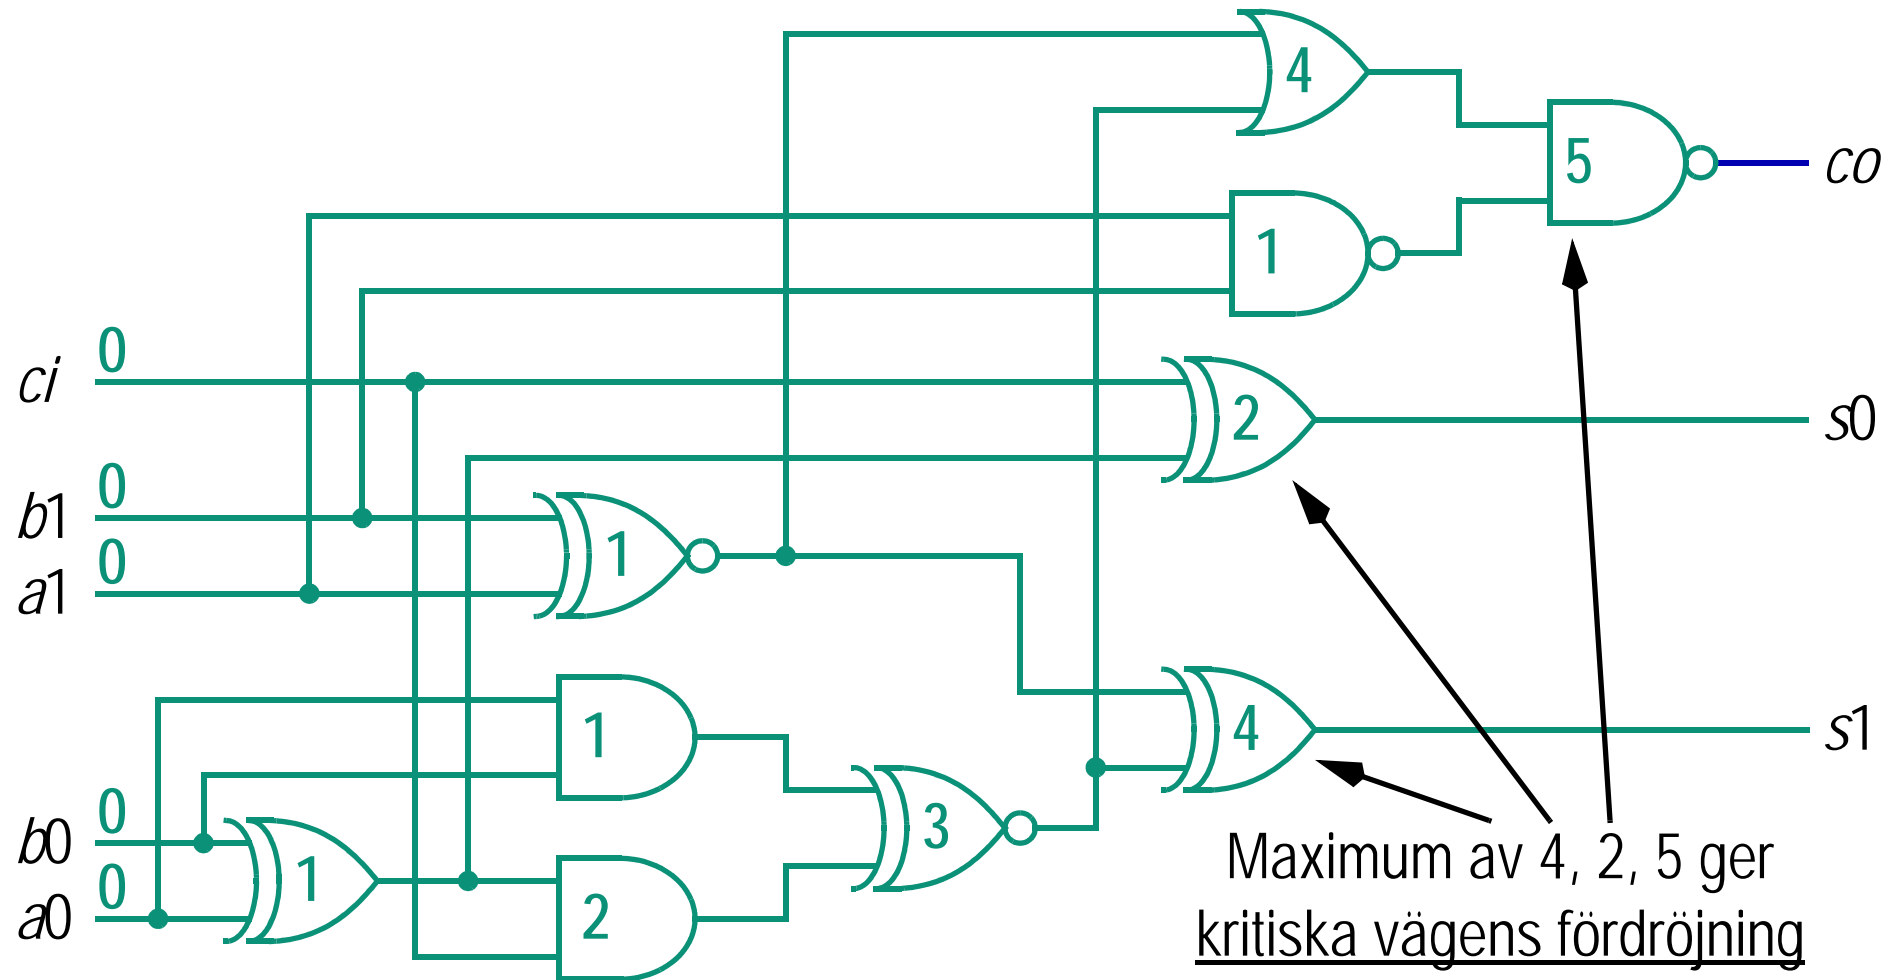 4
5
co
1
0
ci
2
s0
0
b1
1
0
a1
1
4
s1
3
0
b0
1
0
a0
2
Maximum av 4, 2, 5 ger
kritiska vägens fördröjning